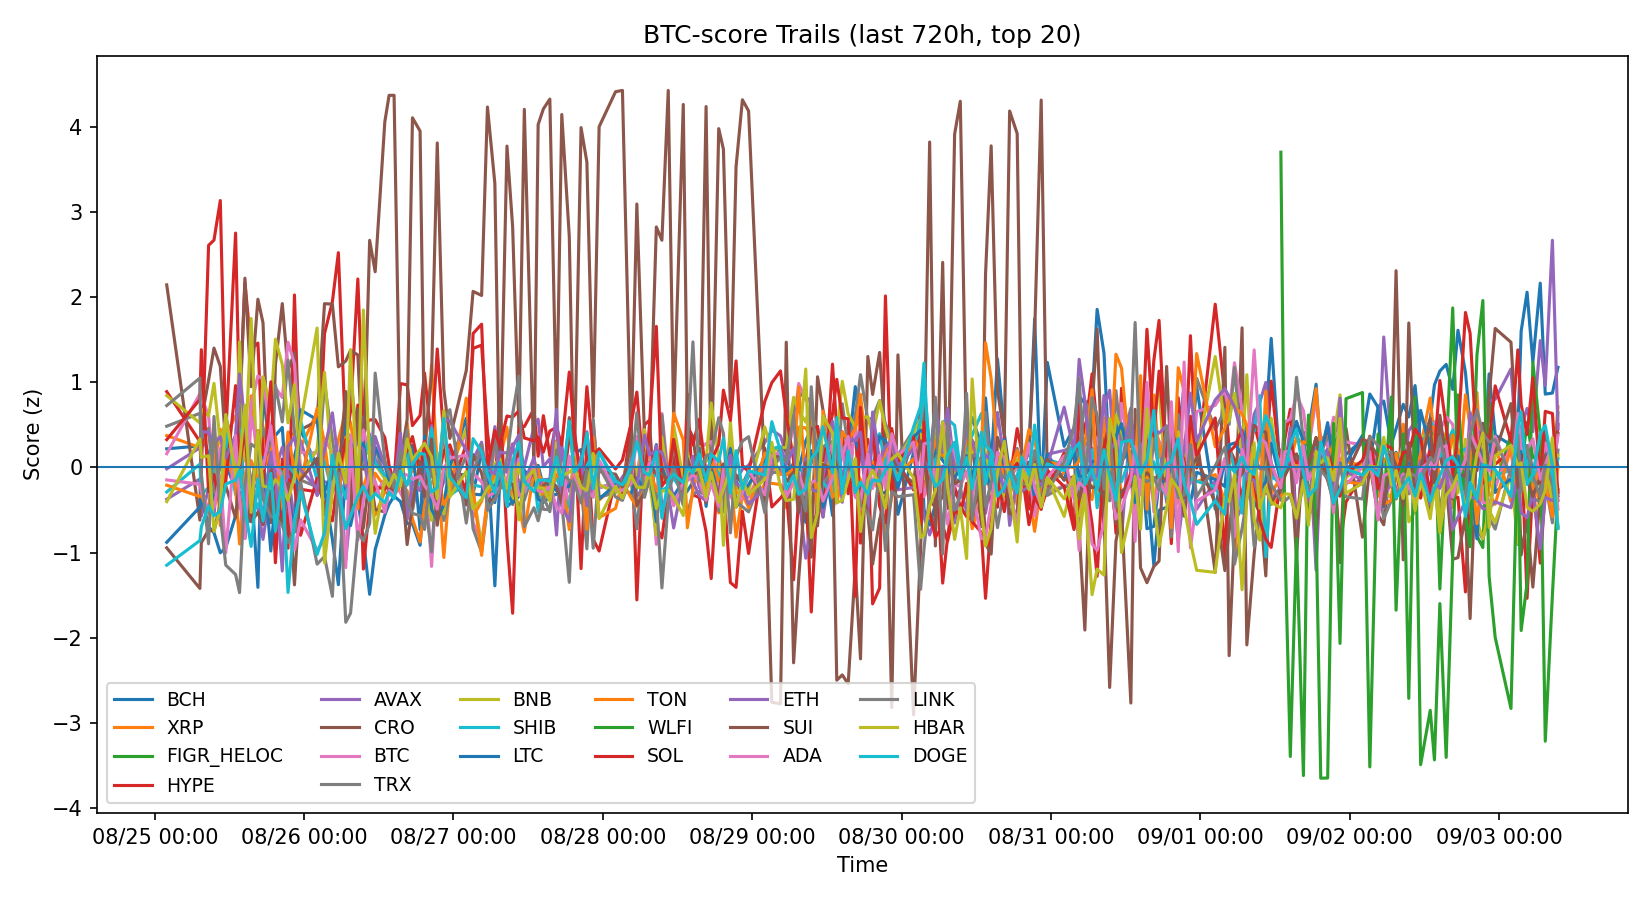 BTC-score Trails (last 720h, top 20)
Score (z)
4
3
2
1
0
−1
−2
−3
−4
BCH
XRP
FIGR_HELOC
HYPE
AVAX
CRO
BTC
TRX
BNB
SHIB
LTC
TON
WLFI
SOL
ETH
SUI
ADA
LINK
HBAR
DOGE
08/25 00:00 08/26 00:00 08/27 00:00 08/28 00:00 08/29 00:00 08/30 00:00 08/31 00:00 09/01 00:00 09/02 00:00 09/03 00:00
Time